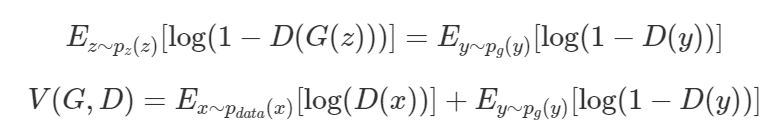 E_{z∼p_z(z)}[log(1 − D(G(z)))] = E_{y∼p_g(y)}[log(1 − D(y))]
V(G, D) = E_{x∼p_{data}(x)}[log(D(x))] + E_{y∼p_g(y)}[log(1 − D(y))]